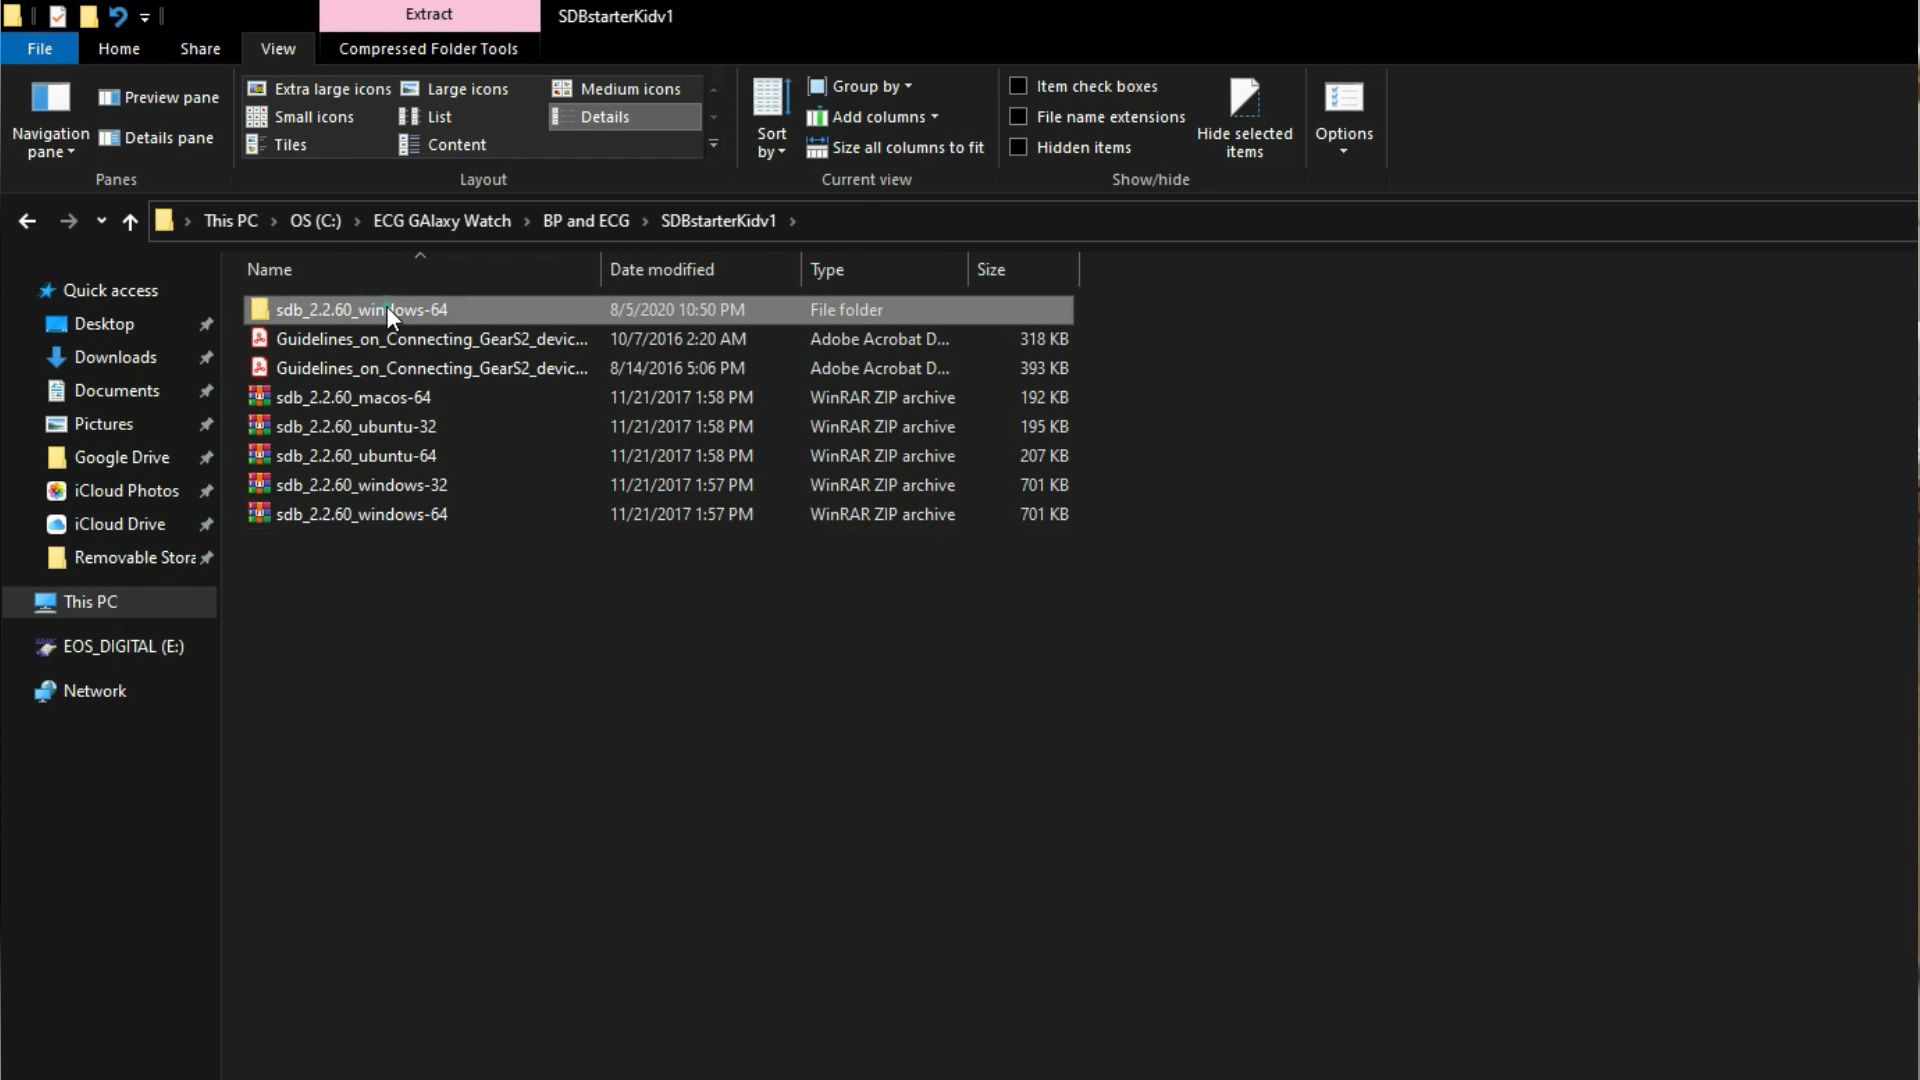 Extract
SDBstarterKidv1
File
Home
Share
View
Compressed Folder Tools
Navigation pane
Preview pane
Details pane
Panes
Extra large icons
Large icons
Medium icons
Small icons
List
Details
Tiles
Content
Layout
Sort by
Group by
Add columns
Size all columns to fit
Current view
Item check boxes
File name extensions
Hidden items
Hide selected items
Show/hide
Options
This PC > OS (C:) > ECG GAlaxy Watch > BP and ECG > SDBstarterKidv1 >
Name Date modified Type Size
Quick access
Desktop
Downloads
Documents
Pictures
Google Drive
iCloud Photos
iCloud Drive
Removable Stora
This PC
EOS_DIGITAL (E:)
Network
sdb_2.2.60_windows-64 8/5/2020 10:50 PM File folder
Guidelines_on_Connecting_GearS2_devic... 10/7/2016 2:20 AM Adobe Acrobat D... 318 KB
Guidelines_on_Connecting_GearS2_devic... 8/14/2016 5:06 PM Adobe Acrobat D... 393 KB
sdb_2.2.60_macos-64 11/21/2017 1:58 PM WinRAR ZIP archive 192 KB
sdb_2.2.60_ubuntu-32 11/21/2017 1:58 PM WinRAR ZIP archive 195 KB
sdb_2.2.60_ubuntu-64 11/21/2017 1:58 PM WinRAR ZIP archive 207 KB
sdb_2.2.60_windows-32 11/21/2017 1:57 PM WinRAR ZIP archive 701 KB
sdb_2.2.60_windows-64 11/21/2017 1:57 PM WinRAR ZIP archive 701 KB